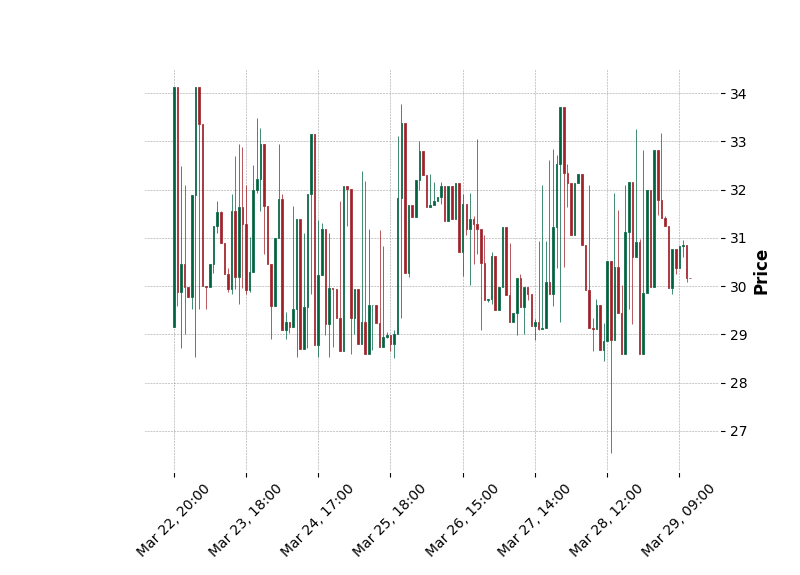 34
33
32
31
30
29
28
27
Price
Mar 22, 20:00
Mar 23, 18:00
Mar 24, 17:00
Mar 25, 18:00
Mar 26, 15:00
Mar 27, 14:00
Mar 28, 12:00
Mar 29, 09:00